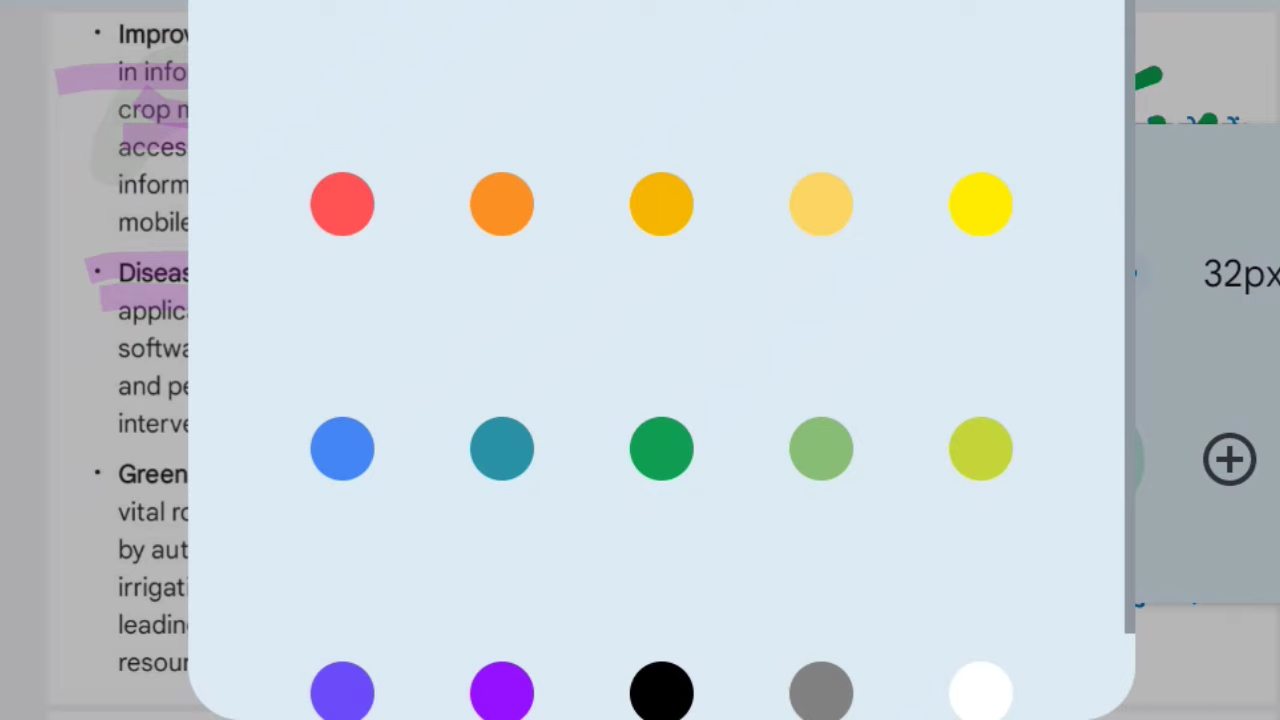 • Improv
in info
crop m
acces
inform
mobile
• Diseas
applic
softwa
and pe
interve
• Green
vital ro
by aut
irrigati
leadin
resour
32px